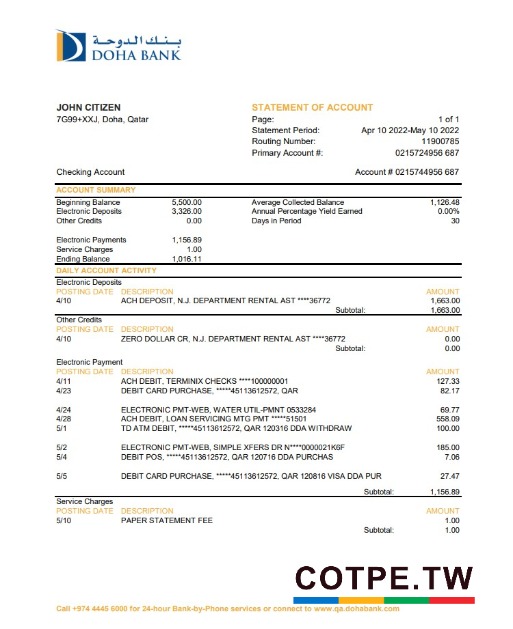 بنك الدوحة
DOHA BANK
JOHN CITIZEN
7G99+XXJ, Doha, Qatar
STATEMENT OF ACCOUNT
Page: 1 of 1
Statement Period: Apr 10 2022-May 10 2022
Routing Number: 11900785
Primary Account #: 0215724956 687
Checking Account Account # 0215744956 687
ACCOUNT SUMMARY
Beginning Balance 5,500.00 Average Collected Balance 1,126.48
Electronic Deposits 3,326.00 Annual Percentage Yield Earned 0.00%
Other Credits 0.00 Days in Period 30
Electronic Payments 1,156.89
Service Charges 1.00
Ending Balance 1,016.11
DAILY ACCOUNT ACTIVITY
Electronic Deposits
POSTING DATE DESCRIPTION AMOUNT
4/10 ACH DEPOSIT, N.J. DEPARTMENT RENTAL AST ****36772 1,663.00
Subtotal: 1,663.00
Other Credits
POSTING DATE DESCRIPTION AMOUNT
4/10 ZERO DOLLAR CR, N.J. DEPARTMENT RENTAL AST ****36772 0.00
Subtotal: 0.00
Electronic Payment
POSTING DATE DESCRIPTION AMOUNT
4/11 ACH DEBIT, TERMINIX CHECKS ****100000001 127.33
4/23 DEBIT CARD PURCHASE, *****45113612572, QAR 82.17
4/24 ELECTRONIC PMT-WEB, WATER UTIL-PMNT 0533284 69.77
4/28 ACH DEBIT, LOAN SERVICING MTG PMT *****51501 558.09
5/1 TD ATM DEBIT, *****45113612572, QAR 120316 DDA WITHDRAW 100.00
5/2 ELECTRONIC PMT-WEB, SIMPLE XFERS DR N****0000021K6F 185.00
5/4 DEBIT POS, *****45113612572, QAR 120716 DDA PURCHAS 7.06
5/5 DEBIT CARD PURCHASE, *****45113612572, QAR 120816 VISA DDA PUR 27.47
Subtotal: 1,156.89
Service Charges
POSTING DATE DESCRIPTION AMOUNT
5/10 PAPER STATEMENT FEE 1.00
Subtotal: 1.00
COTPE.TW
Call +974 4445 6000 for 24-hour Bank-by-Phone services or connect to www.qa.dohabank.com